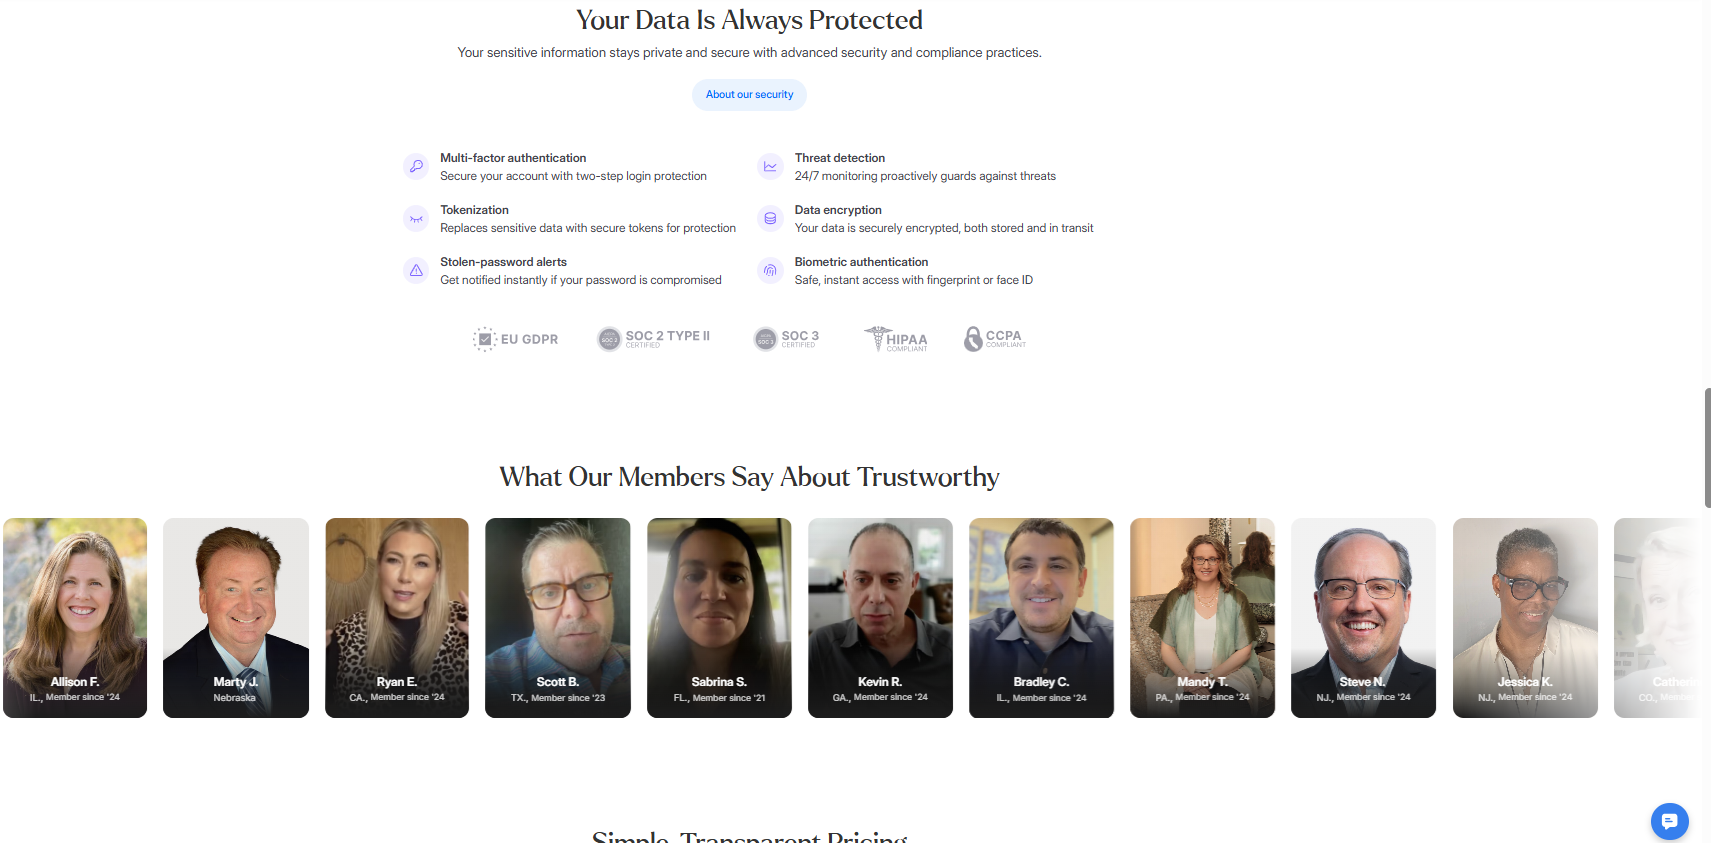 Your Data Is Always Protected
Your sensitive information stays private and secure with advanced security and compliance practices.
About our security
Multi-factor authentication
Secure your account with two-step login protection
Threat detection
24/7 monitoring proactively guards against threats
Tokenization
Replaces sensitive data with secure tokens for protection
Data encryption
Your data is securely encrypted, both stored and in transit
Stolen-password alerts
Get notified instantly if your password is compromised
Biometric authentication
Safe, instant access with fingerprint or face ID
EU GDPR
SOC 2
SOC 2 TYPE II
CERTIFIED
SOC 3
SOC 3
CERTIFIED
HIPAA
COMPLIANT
CCPA
COMPLIANT
What Our Members Say About Trustworthy
Allison F.
IL., Member since '24
Marty J.
Nebraska
Ryan E.
CA., Member since '24
Scott B.
TX., Member since '23
Sabrina S.
FL., Member since '21
Kevin R.
GA., Member since '24
Bradley C.
IL., Member since '24
Mandy T.
PA., Member since '24
Steve N.
NJ., Member since '24
Jessica K.
NJ., Member since '24
CO.,
Simple, Transparent Pricing